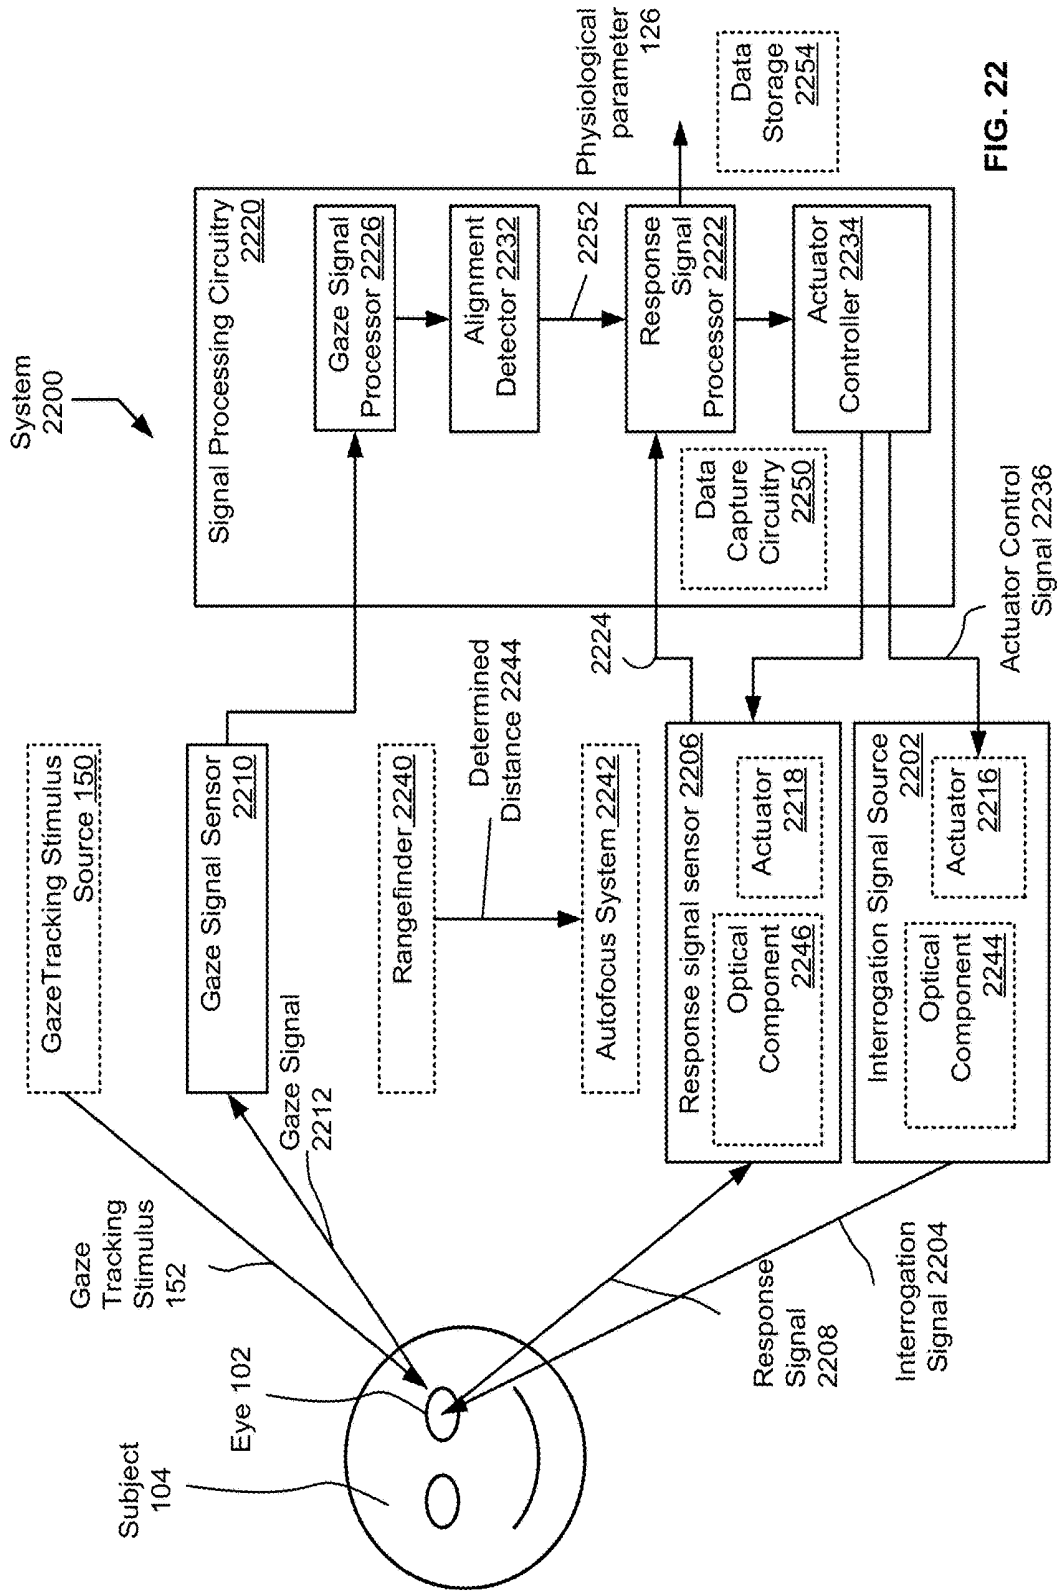 System
2200
Signal Processing Circuitry
2220
Gaze Signal
Processor 2226
Alignment
Detector 2232
2252
Response
Signal
Processor 2222
Actuator
Controller 2234
Data
Capture
Circuitry
2250
Physiological
parameter
126
Data
Storage
2254
GazeTracking Stimulus
Source 150
Gaze Signal Sensor
2210
Rangefinder 2240
Determined
Distance 2244
Autofocus System 2242
2224
Response signal sensor 2206
Optical
Component
2246
Actuator
2218
Interrogation Signal Source
2202
Optical
Component
2244
Actuator
2216
Actuator Control
Signal 2236
Gaze
Tracking
Stimulus
152
Gaze Signal
2212
Subject
104
Eye 102
Response
Signal
2208
Interrogation
Signal 2204
FIG. 22